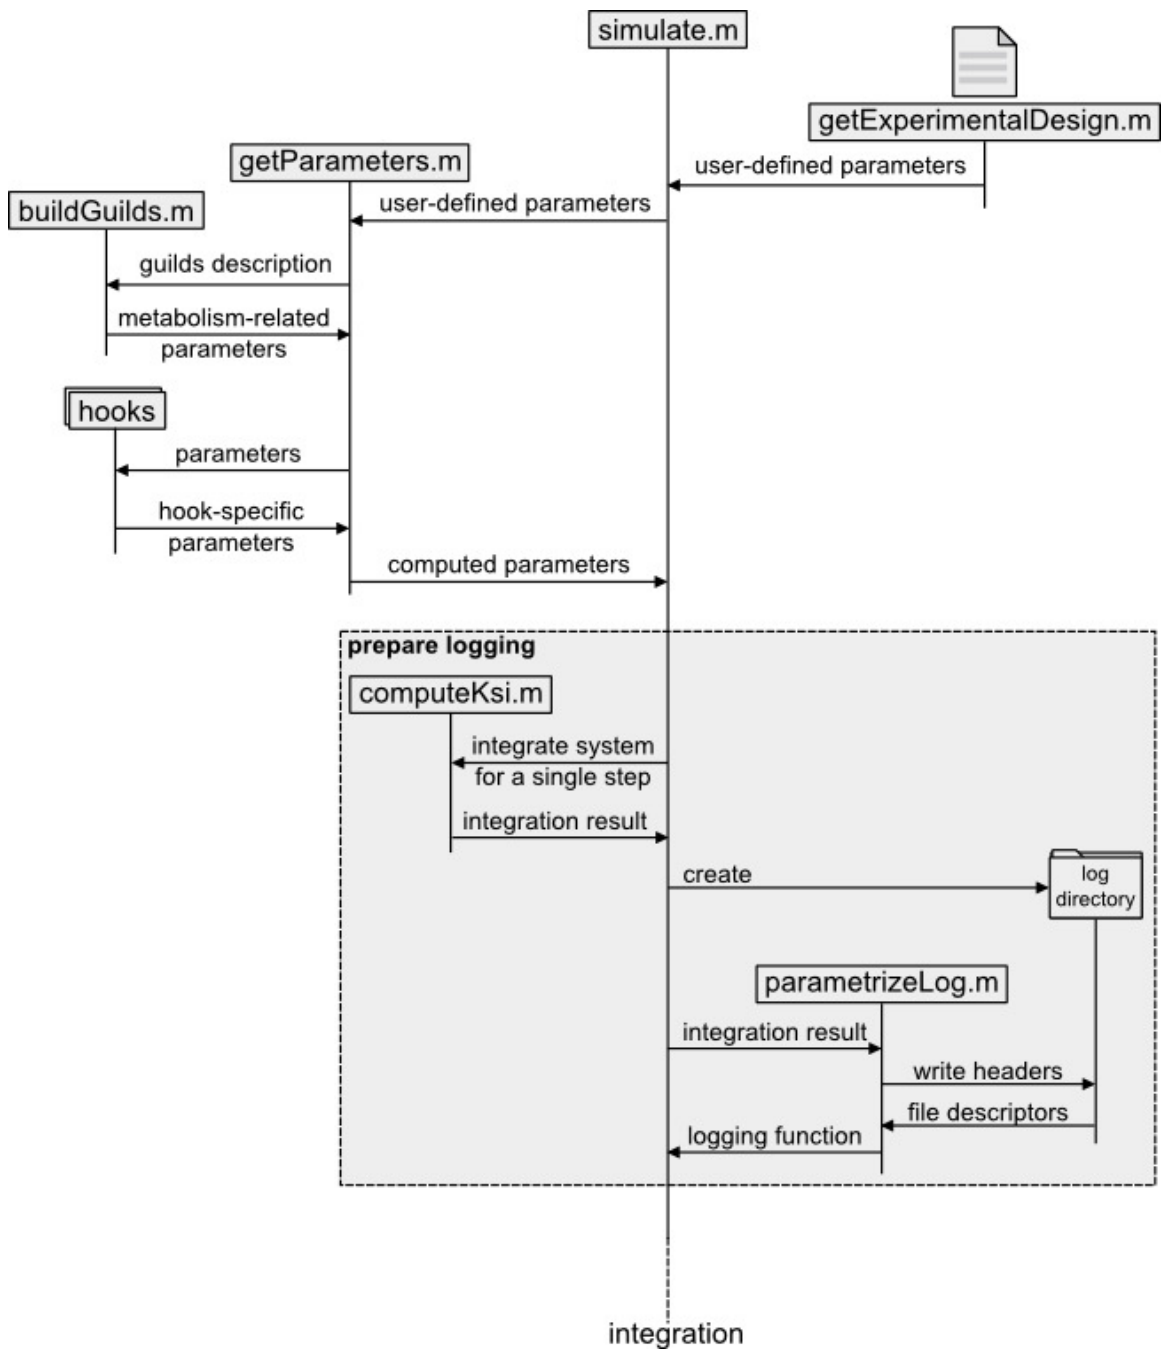 simulate.m
getExperimentalDesign.m
getParameters.m
user-defined parameters
buildGuilds.m
user-defined parameters
guilds description
metabolism-related
parameters
hooks
parameters
hook-specific
parameters
computed parameters
prepare logging
computeKsi.m
integrate system
for a single step
integration result
create
log
directory
parametrizeLog.m
integration result
write headers
file descriptors
logging function
integration